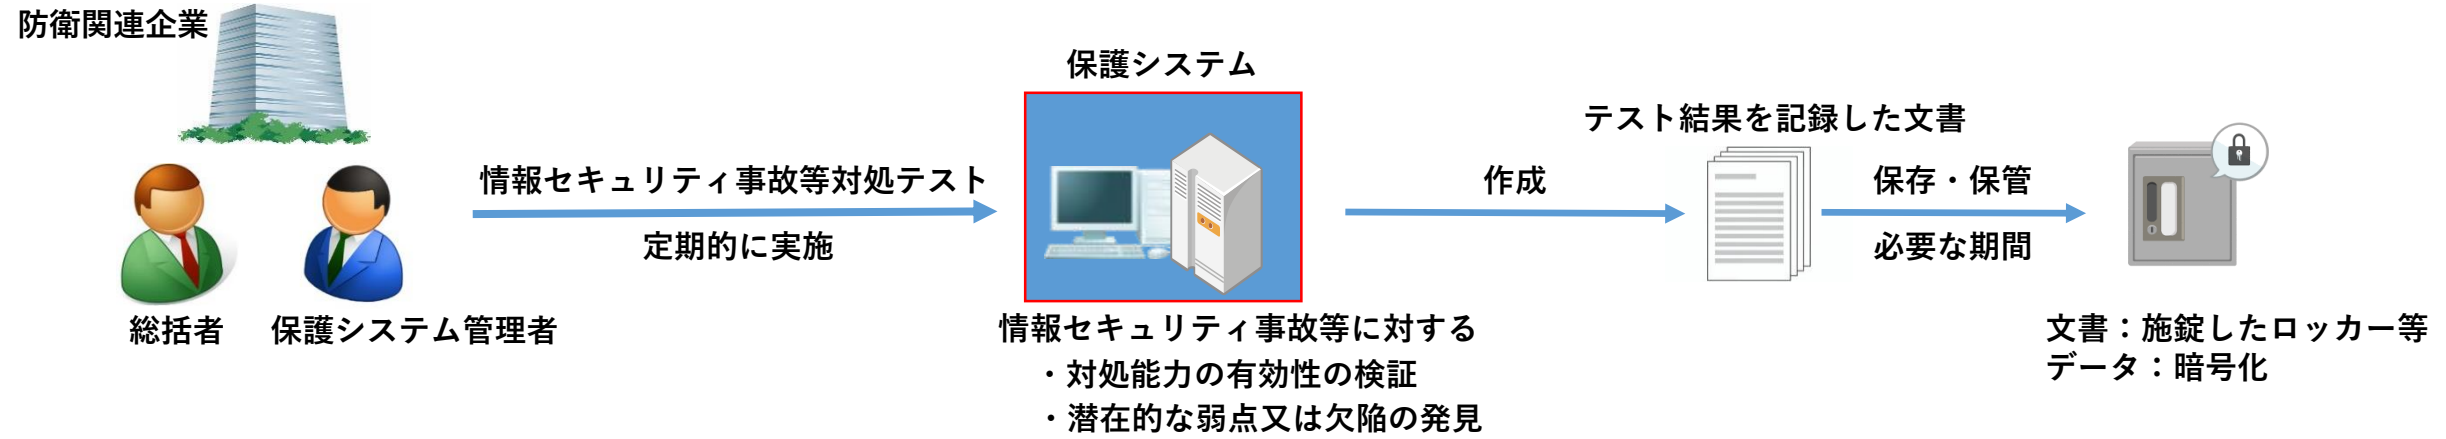 防衛関連企業
総括者
保護システム管理者
情報セキュリティ事故等対処テスト
定期的に実施
保護システム
情報セキュリティ事故等に対する
・対処能力の有効性の検証
・潜在的な弱点又は欠陥の発見
作成
テスト結果を記録した文書
保存・保管
必要な期間
文書：施錠したロッカー等
データ：暗号化